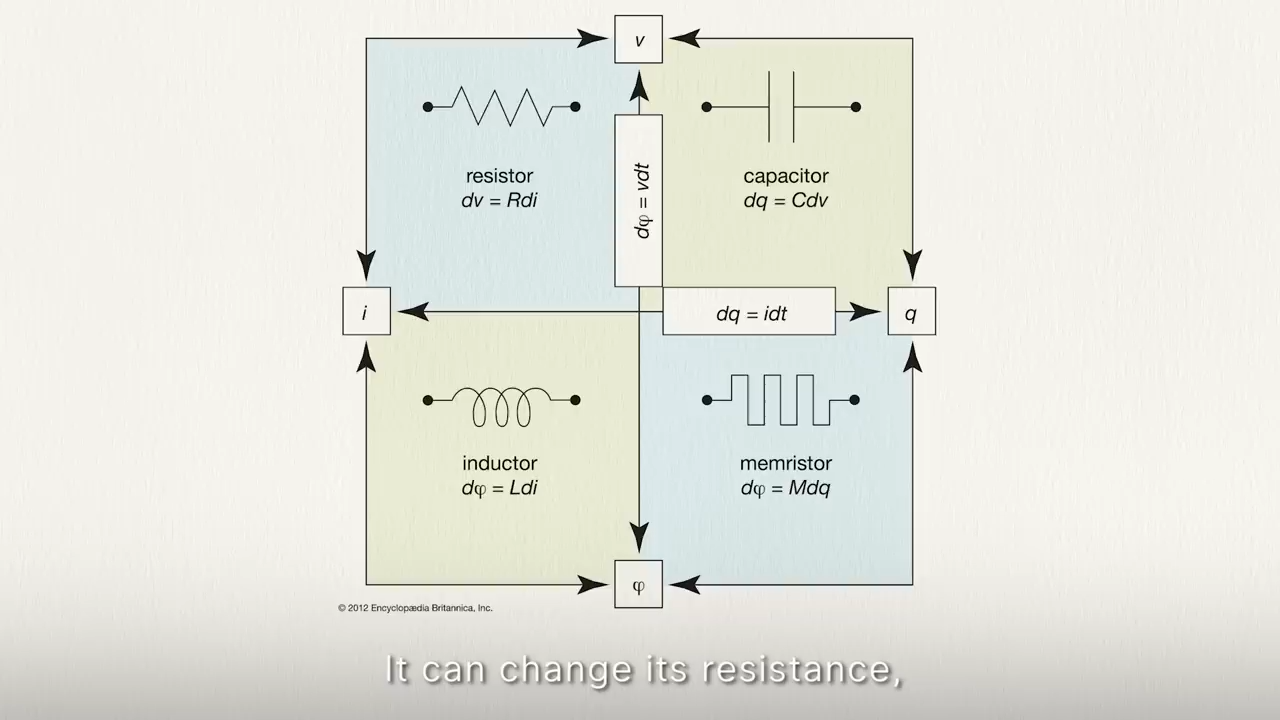 v
resistor
dv = Rdi
capacitor
dq = Cdv
dφ = vdt
i
dq = idt
q
inductor
dφ = Ldi
memristor
dφ = Mdq
φ
© 2012 Encyclopædia Britannica, Inc.
It can change its resistance,